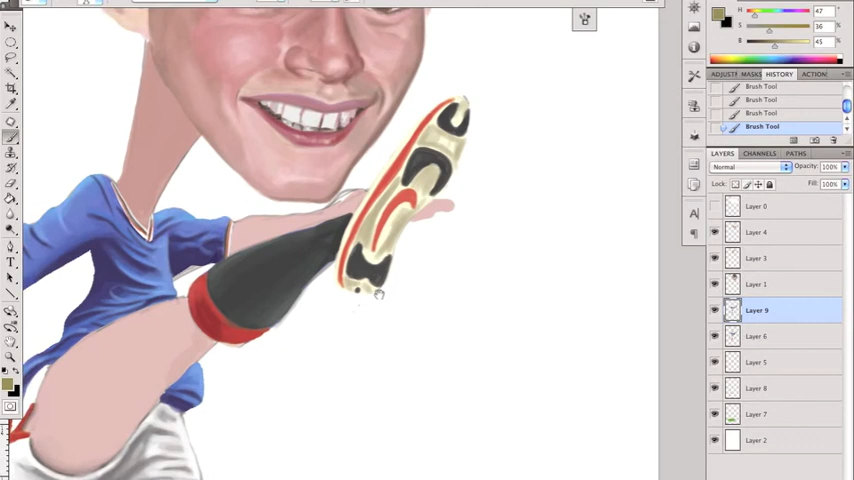 H 47 °
S 36 %
B 45 %
ADJUSTI MASKS HISTORY ACTION:
Brush Tool
Brush Tool
Brush Tool
Brush Tool
LAYERS CHANNELS PATHS
Normal Opacity: 100%
Lock: Fill: 100%
Layer 0
Layer 4
Layer 3
Layer 1
Layer 9
Layer 6
Layer 5
Layer 8
Layer 7
Layer 2